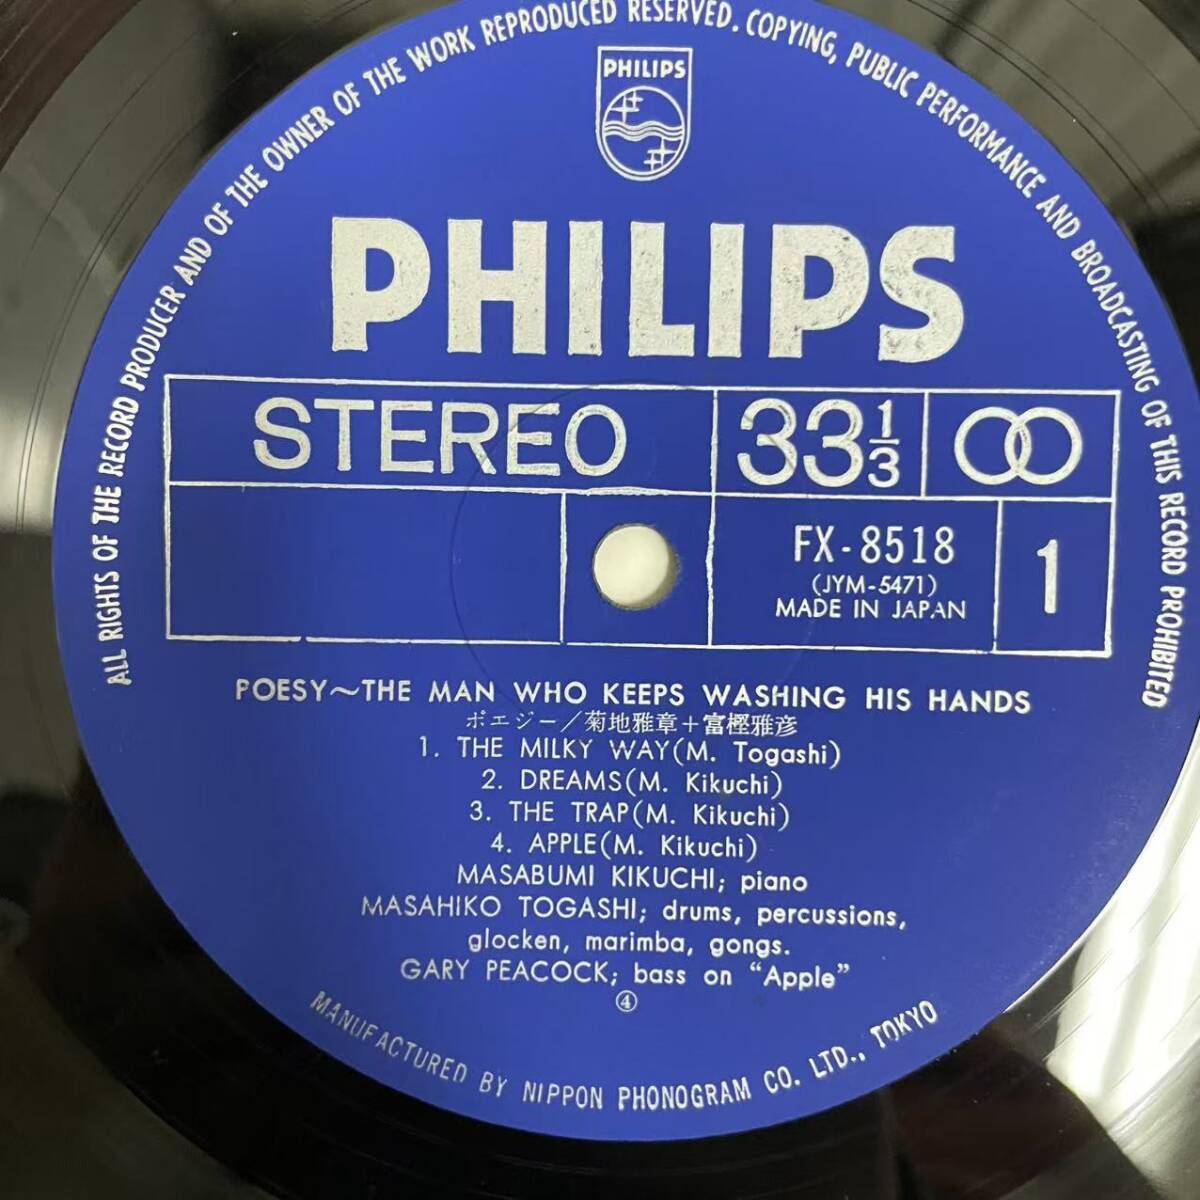 ALL RIGHTS OF THE RECORD PRODUCER AND OF THE OWNER OF THE WORK REPRODUCED RESERVED. COPYING, PUBLIC PERFORMANCE AND BROADCASTING OF THIS RECORD PROHIBITED
PHILIPS
PHILIPS
STEREO 33 1/3
FX-8518 1
(JYM-5471)
MADE IN JAPAN
POESY〜THE MAN WHO KEEPS WASHING HIS HANDS
ポエジー/菊地雅章+富樫雅彦
1. THE MILKY WAY(M. Togashi)
2. DREAMS(M. Kikuchi)
3. THE TRAP(M. Kikuchi)
4. APPLE(M. Kikuchi)
MASABUMI KIKUCHI; piano
MASAHIKO TOGASHI; drums, percussions,
glocken, marimba, gongs.
GARY PEACOCK; bass on “Apple”
④
MANUFACTURED BY NIPPON PHONOGRAM CO. LTD., TOKYO